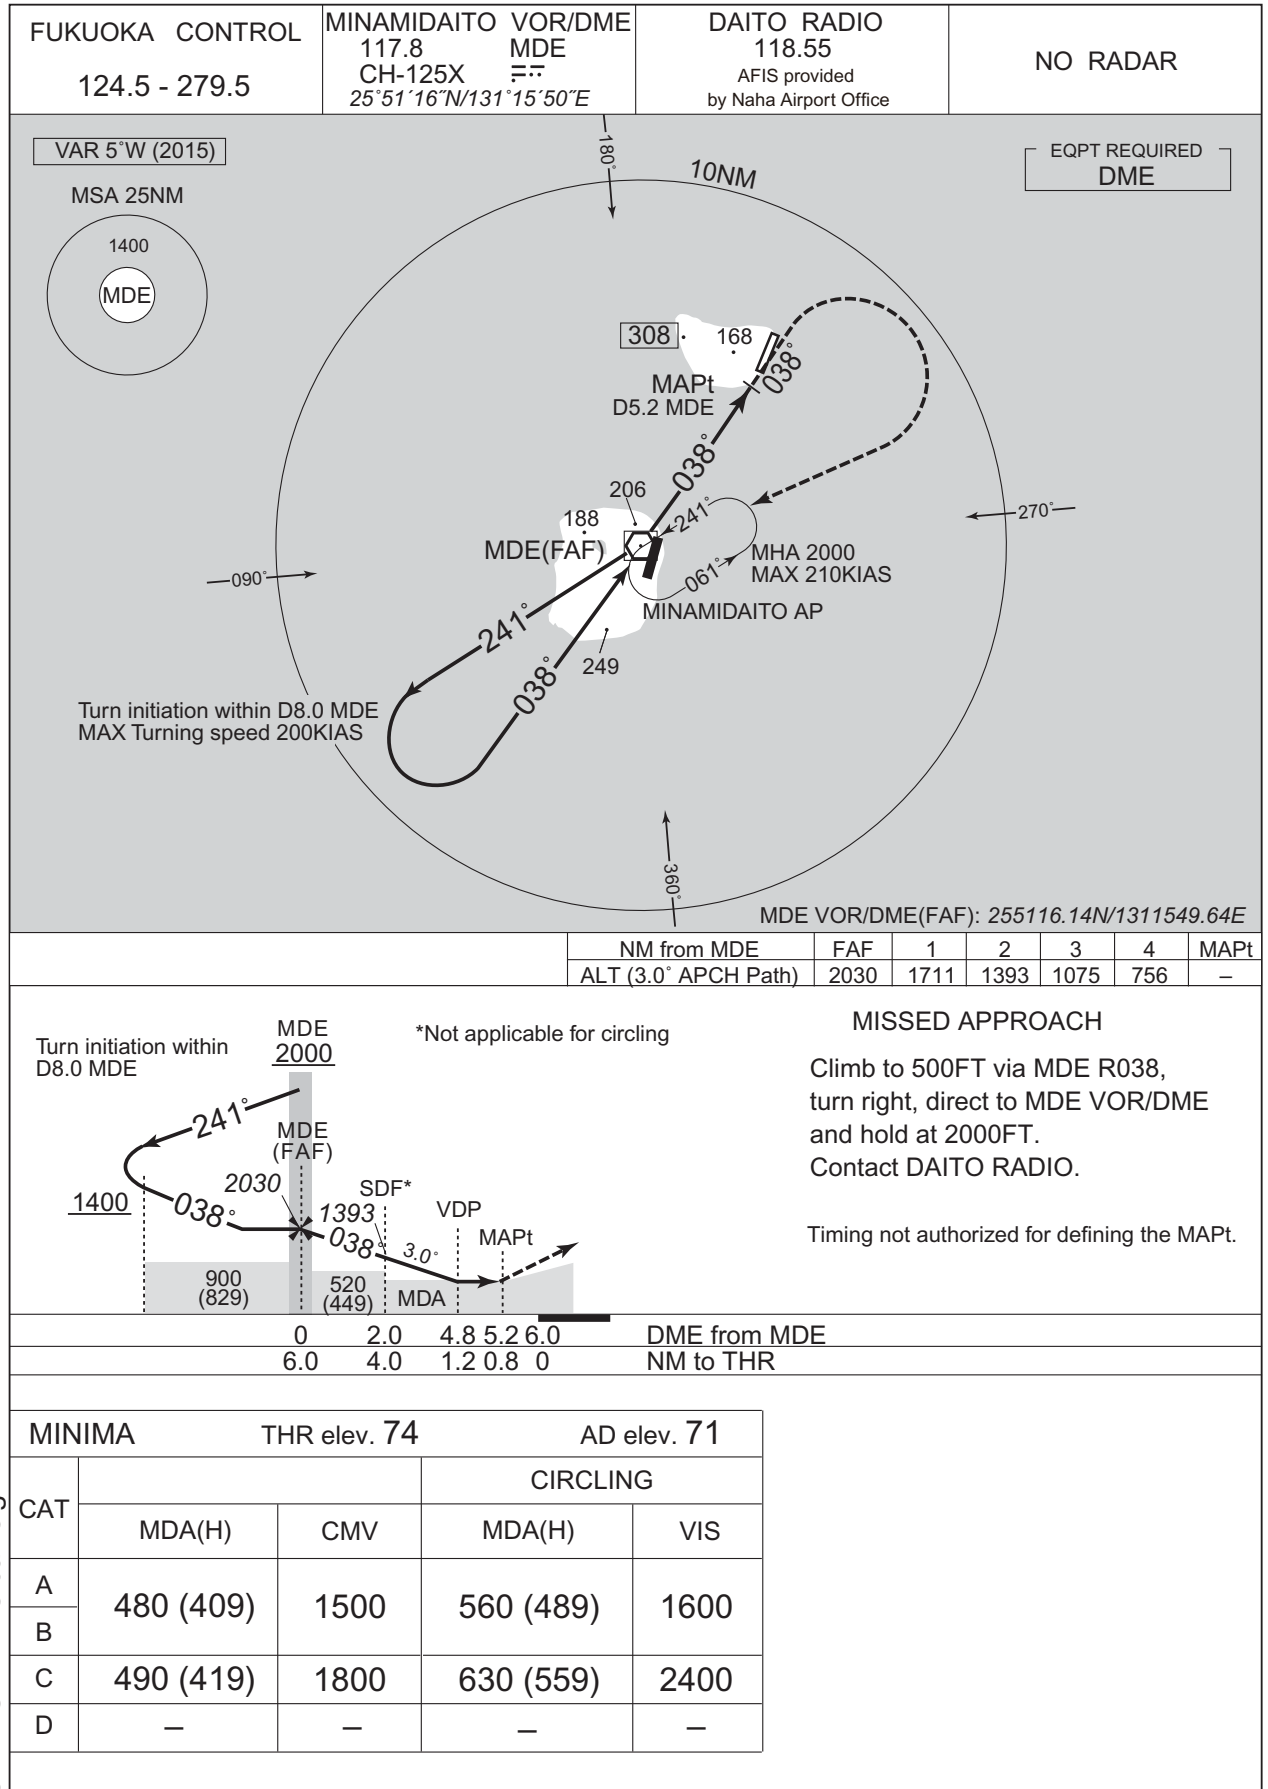 FUKUOKA CONTROL
124.5 - 279.5
MINAMIDAITO VOR/DME
117.8 MDE
CH-125X
25°51´16˝N/131°15´50˝E
DAITO RADIO
118.55
AFIS provided
by Naha Airport Office
NO RADAR
VAR 5°W (2015)
MSA 25NM
1400
MDE
180°
10NM
EQPT REQUIRED
DME
308
168
038°
MAPt
D5.2 MDE
038°
206
241°
188
270°
MDE(FAF)
MHA 2000
MAX 210KIAS
090°
061°
MINAMIDAITO AP
241°
249
038°
Turn initiation within D8.0 MDE
MAX Turning speed 200KIAS
360°
MDE VOR/DME(FAF): 255116.14N/1311549.64E
NM from MDE FAF 1 2 3 4 MAPt
ALT (3.0° APCH Path) 2030 1711 1393 1075 756 –
Turn initiation within
D8.0 MDE
MDE
2000
*Not applicable for circling
241°
MDE
(FAF)
1400
2030
SDF*
038°
1393
VDP
038°
3.0°
MAPt
900
(829)
520
(449)
MDA
MISSED APPROACH
Climb to 500FT via MDE R038,
turn right, direct to MDE VOR/DME
and hold at 2000FT.
Contact DAITO RADIO.
Timing not authorized for defining the MAPt.
0 2.0 4.8 5.2 6.0 DME from MDE
6.0 4.0 1.2 0.8 0 NM to THR
MINIMA THR elev. 74 AD elev. 71
CAT CIRCLING
MDA(H) CMV MDA(H) VIS
A
B
480 (409) 1500 560 (489) 1600
C 490 (419) 1800 630 (559) 2400
D – – – –